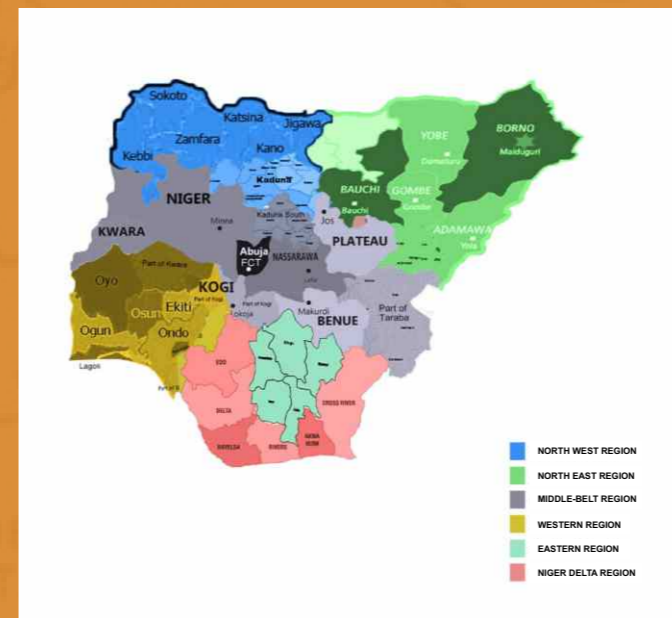 Sokoto
Katsina
Jigawa
Zamfara
Kano
Kebbi
Kaduna
YOBE
Damaturu
BORNO
Maiduguri
NIGER
Kaduna South
Minna
BAUCHI
Bauchi
GOMBE
Gombe
Jos
KWARA
PLATEAU
ADAMAWA
Yola
Abuja
FCT
NASSARAWA
Lafia
Part of Kwara
Oyo
KOGI
Part of Kogi
Part of Kogi
Lokoja
Makurdi
BENUE
Part of
Taraba
Osun
Ekiti
Ogun
Ondo
Lagos
EDO
DELTA
CROSS RIVER
BAYELSA
RIVERS
AKWA
IBOM
NORTH WEST REGION
NORTH EAST REGION
MIDDLE-BELT REGION
WESTERN REGION
EASTERN REGION
NIGER DELTA REGION